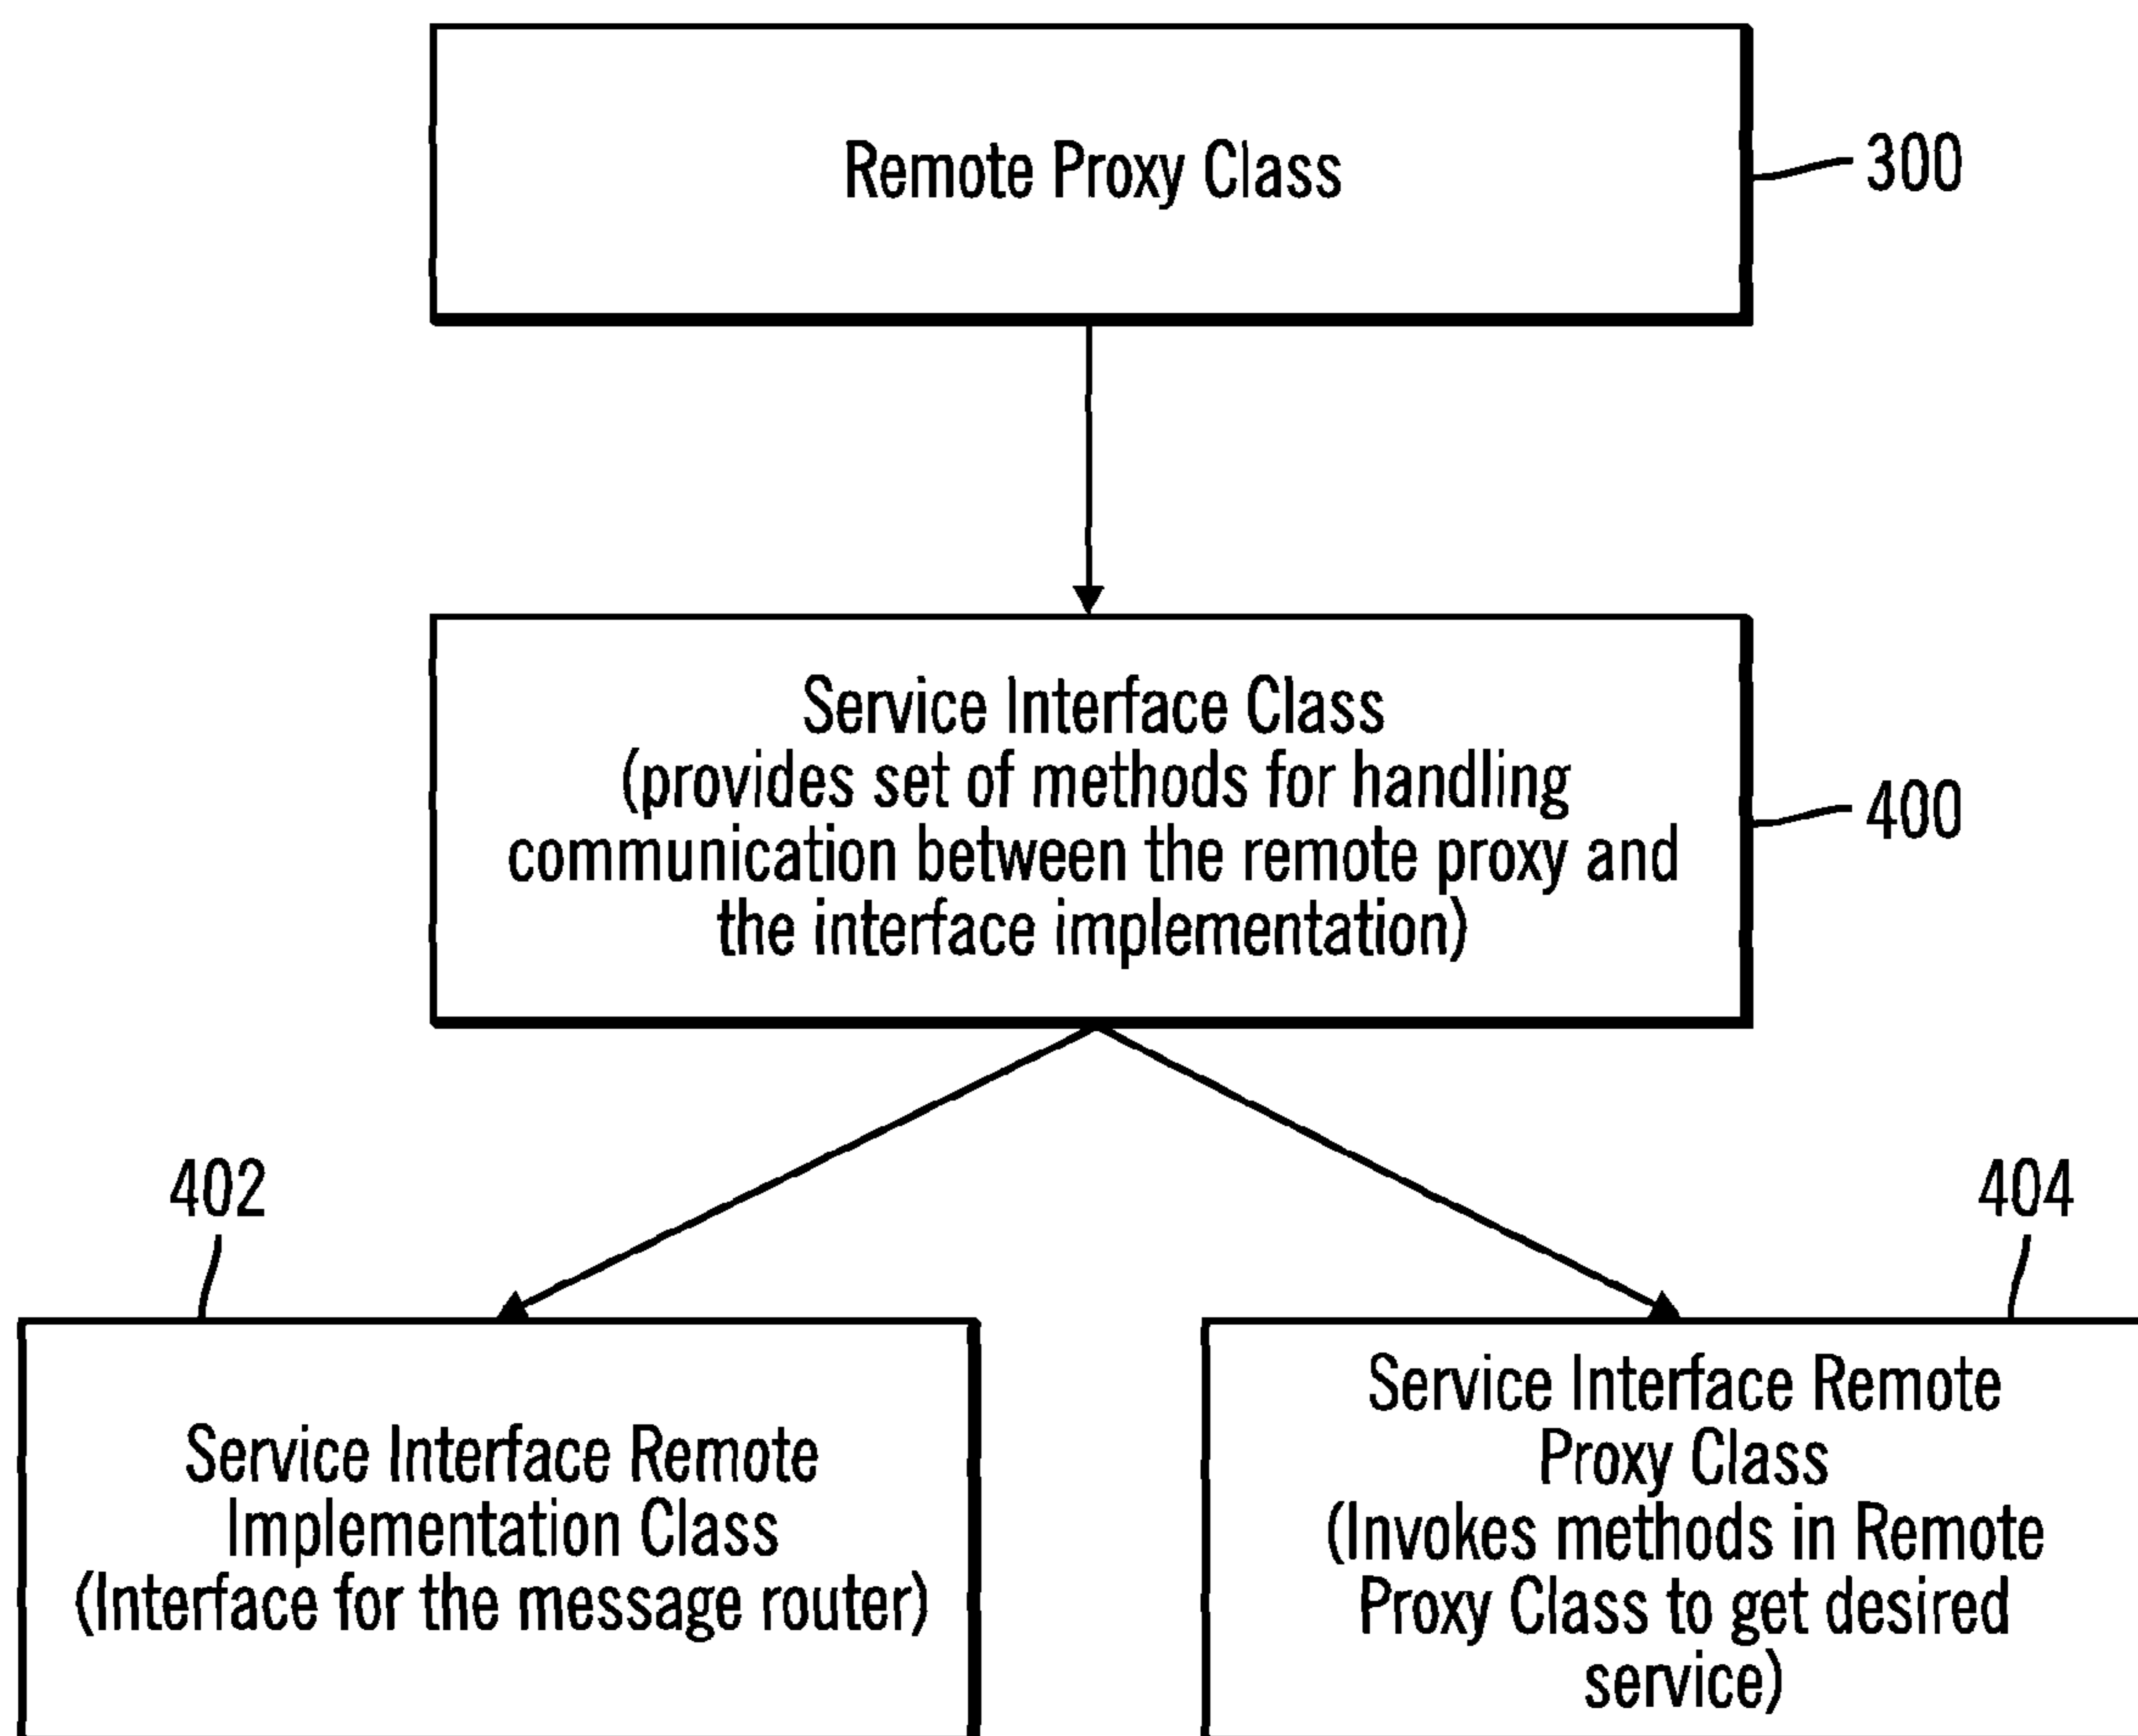 Remote Proxy Class
300
Service Interface Class
(provides set of methods for handling
communication between the remote proxy and
the interface implementation)
400
402
404
Service Interface Remote
Implementation Class
(Interface for the message router)
Service Interface Remote
Proxy Class
(Invokes methods in Remote
Proxy Class to get desired
service)